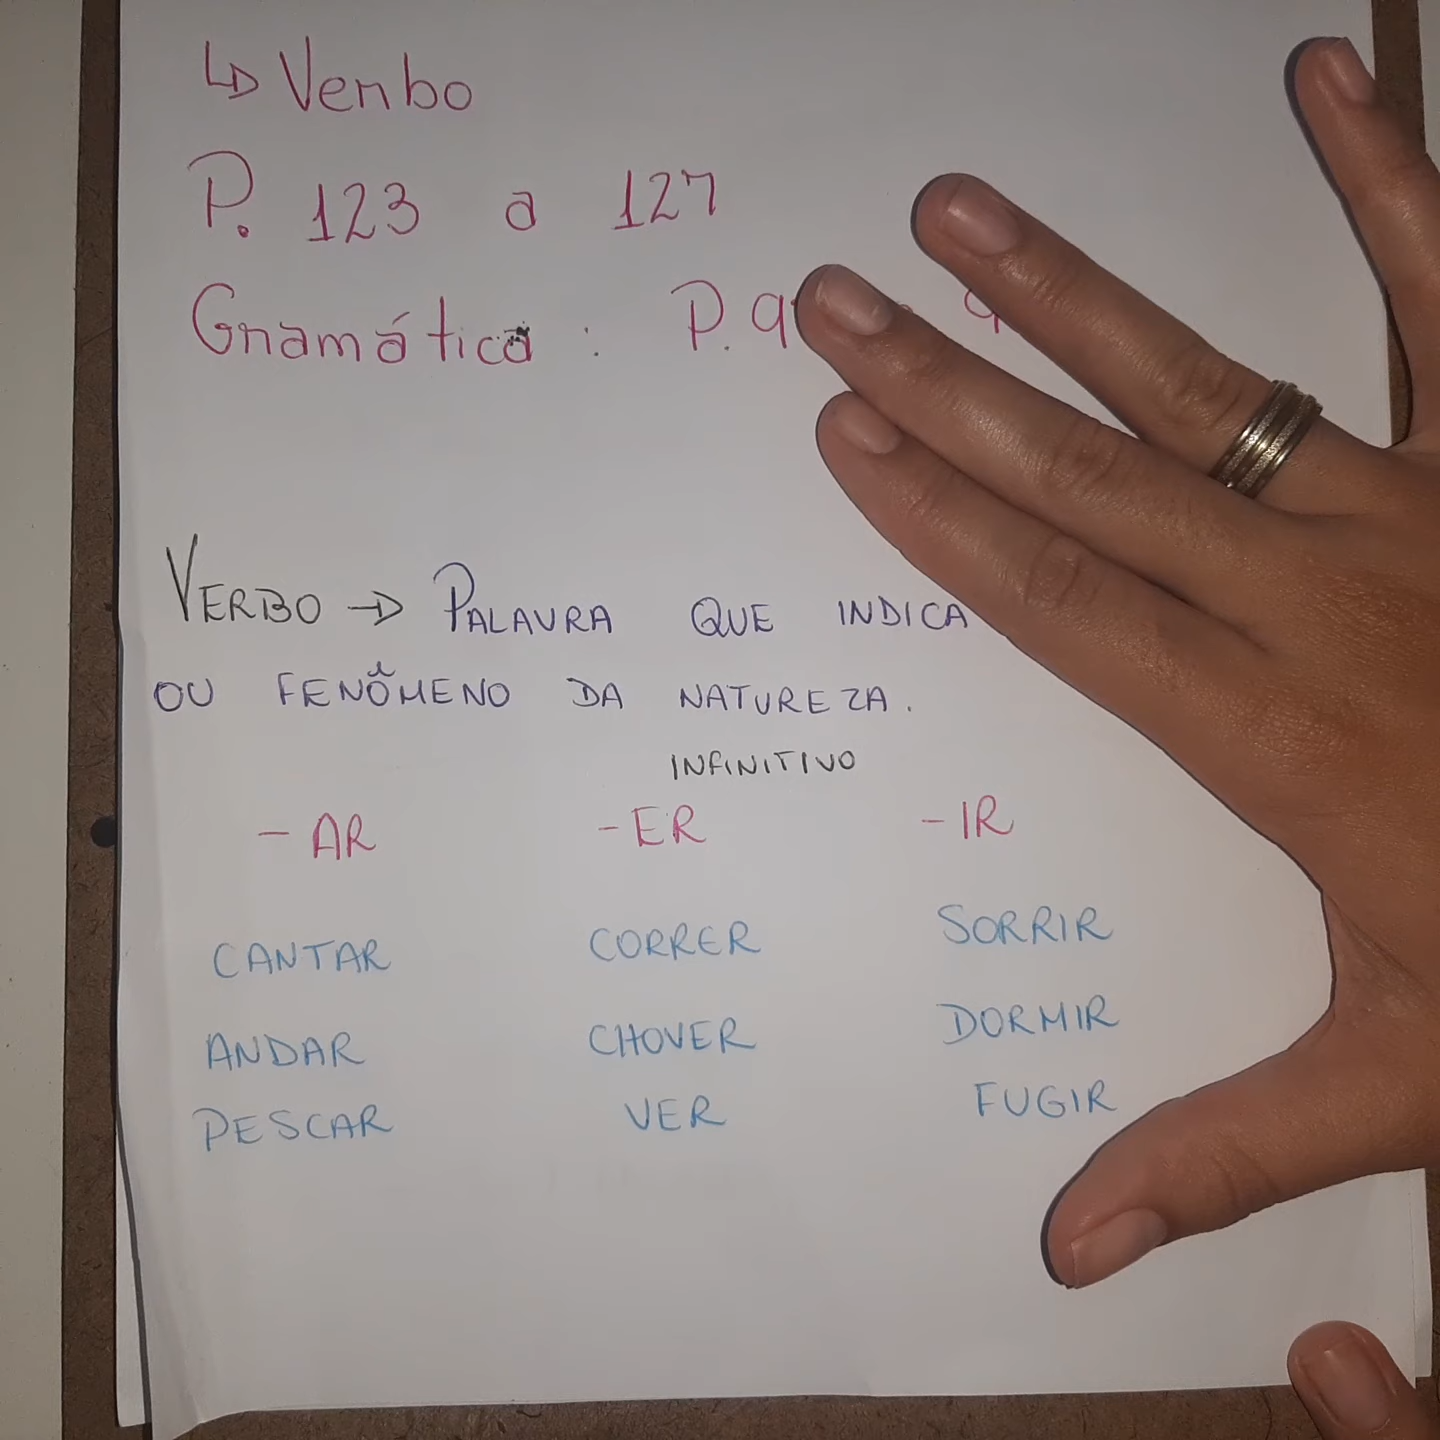 ↳ Verbo
P. 123 a 127
Gramática: P.
VERBO → PALAVRA QUE INDICA
OU FENÔMENO DA NATUREZA.
INFINITIVO
- AR - ER - IR
CANTAR CORRER SORRIR
ANDAR CHOVER DORMIR
PESCAR VER FUGIR